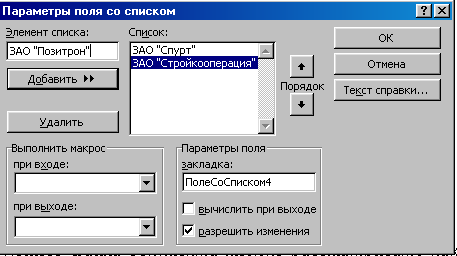 Параметры поля со списком
Элемент списка:
ЗАО "Позитрон"
Добавить
Удалить
Список:
ЗАО "Спурт"
ЗАО "Стройкооперация"
Порядок
ОК
Отмена
Текст справки...
Выполнить макрос
при входе:
при выходе:
Параметры поля
закладка:
ПолеСоСписком4
вычислить при выходе
разрешить изменения